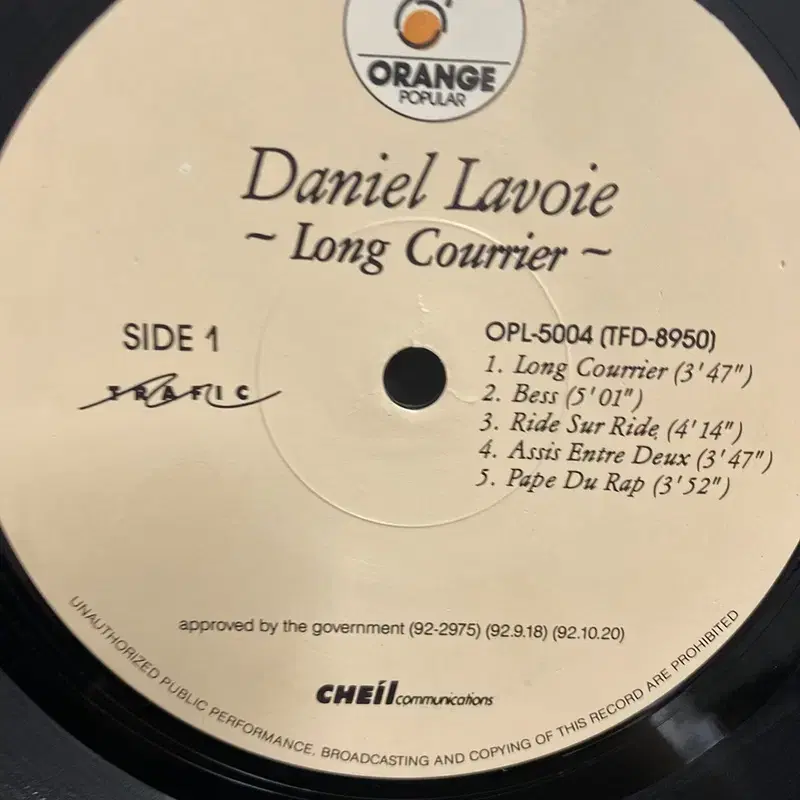 ORANGE
POPULAR
Daniel Lavoie
~ Long Courrier ~
SIDE 1
TRAFIC
OPL-5004 (TFD-8950)
1. Long Courrier (3'47")
2. Bess (5'01")
3. Ride Sur Ride (4'14")
4. Assis Entre Deux (3'47")
5. Pape Du Rap (3'52")
approved by the government (92-2975) (92.9.18) (92.10.20)
CHEIL communications
UNAUTHORIZED PUBLIC PERFORMANCE, BROADCASTING AND COPYING OF THIS RECORD ARE PROHIBITED